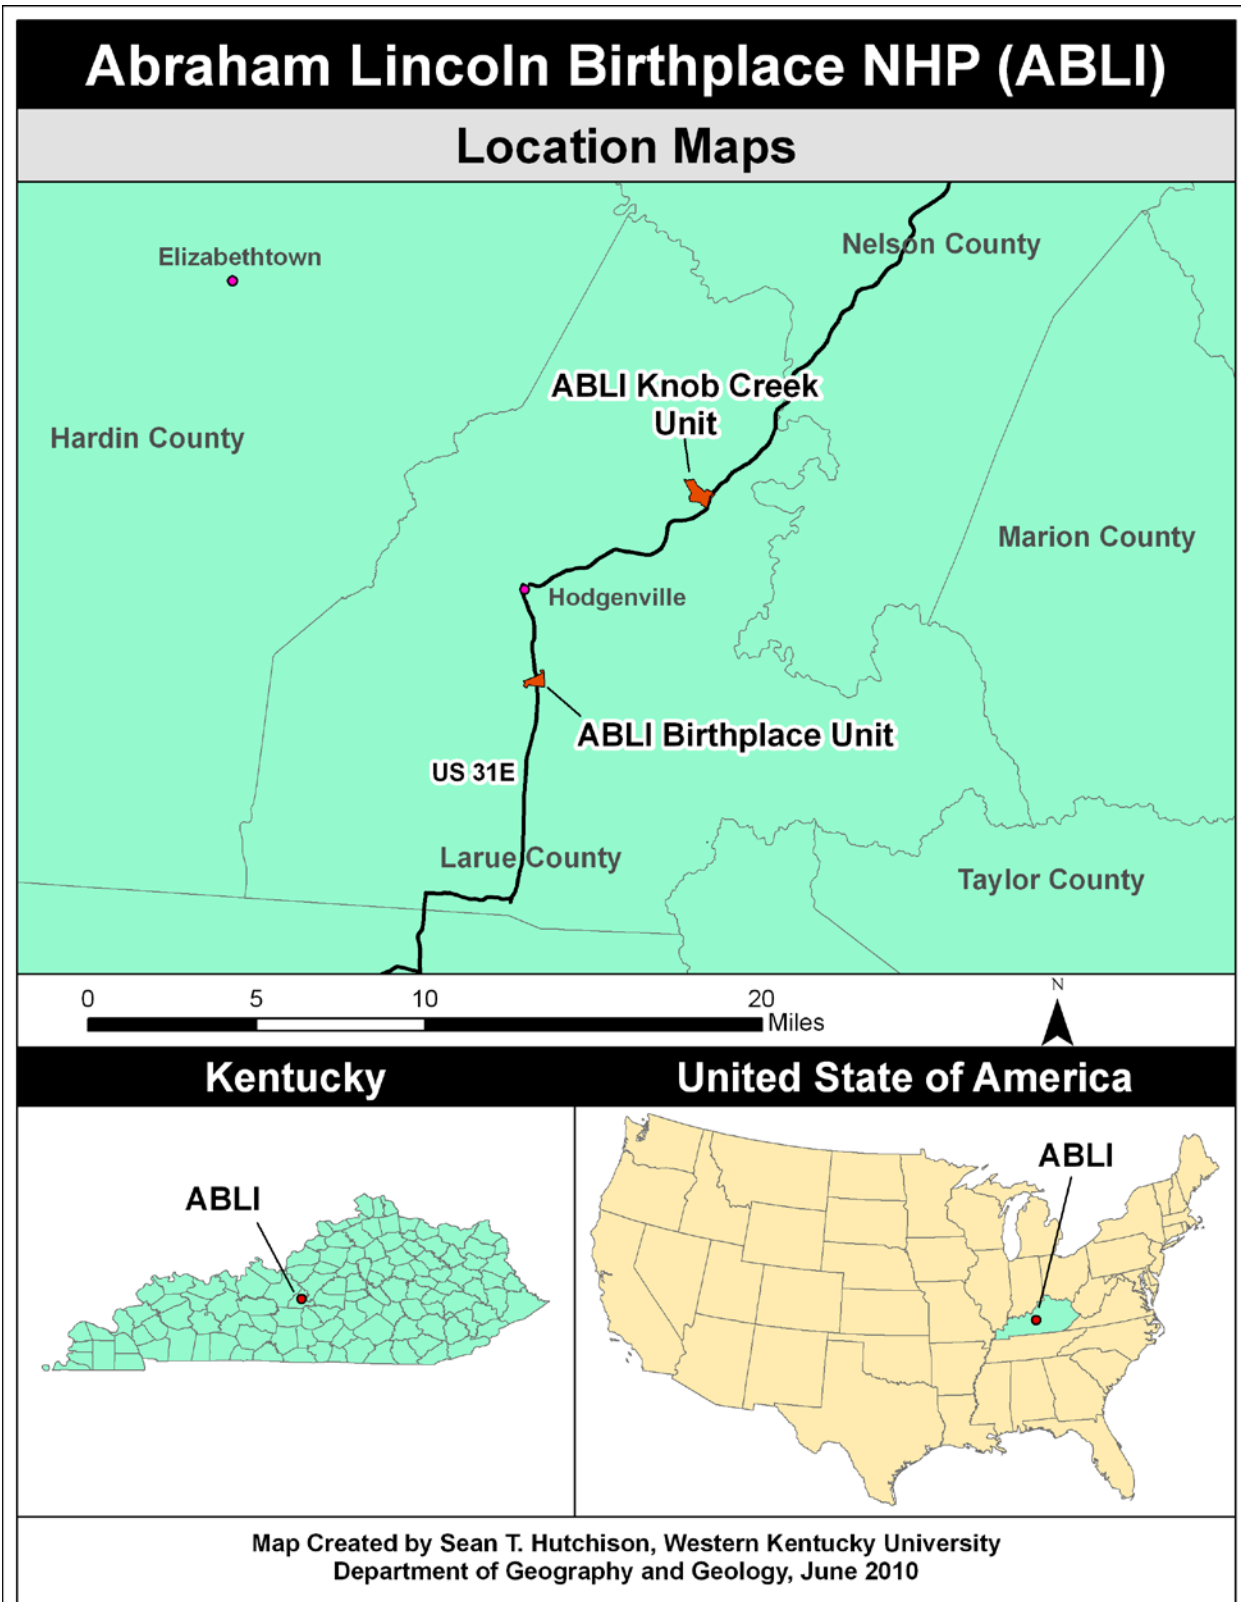 Abraham Lincoln Birthplace NHP (ABLI)
Location Maps
Elizabethtown
Nelson County
ABLI Knob Creek
Unit
Hardin County
Marion County
Hodgenville
ABLI Birthplace Unit
US 31E
Larue County
Taylor County
0 5 10 20
Miles
N
Kentucky
United State of America
ABLI
ABLI
Map Created by Sean T. Hutchison, Western Kentucky University
Department of Geography and Geology, June 2010